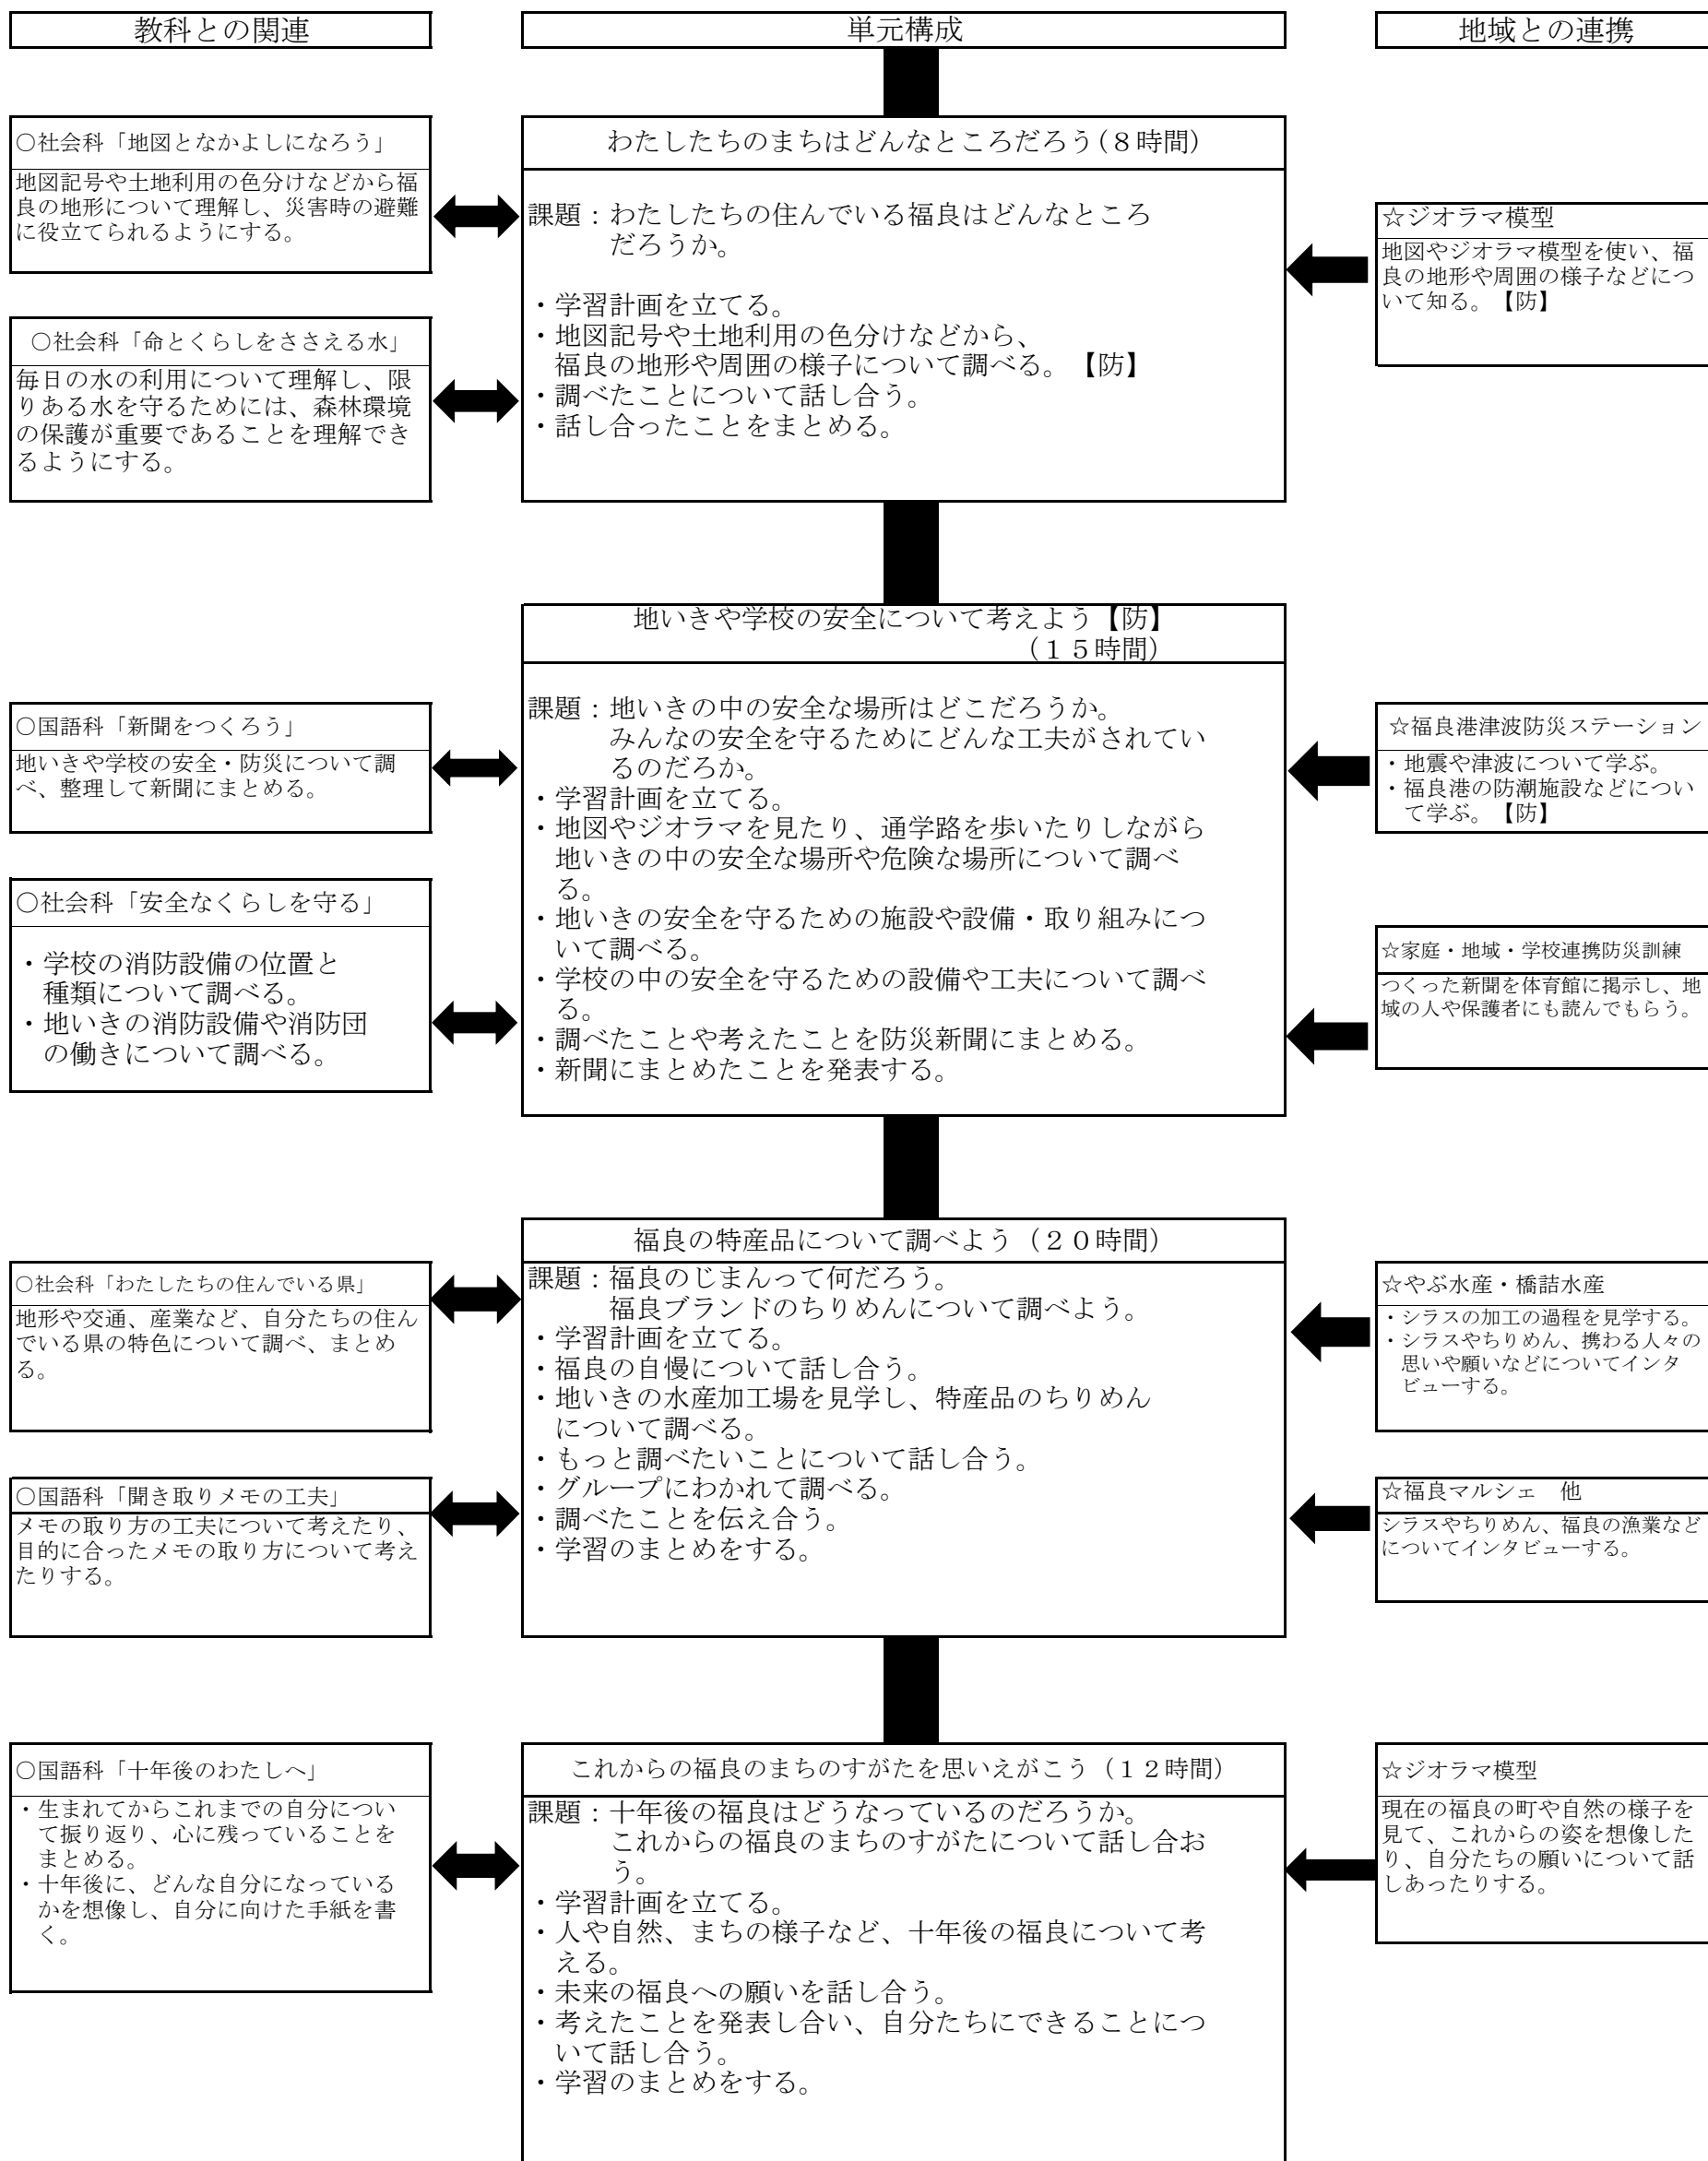 教科との関連
単元構成
地域との連携
〇社会科「地図となかよしになろう」
地図記号や土地利用の色分けなどから福
良の地形について理解し、災害時の避難
に役立てられるようにする。
〇社会科「命とくらしをささえる水」
毎日の水の利用について理解し、限
りある水を守るためには、森林環境
の保護が重要であることを理解でき
るようにする。
わたしたちのまちはどんなところだろう(８時間)
課題：わたしたちの住んでいる福良はどんなところ
だろうか。
・学習計画を立てる。
・地図記号や土地利用の色分けなどから、
福良の地形や周囲の様子について調べる。【防】
・調べたことについて話し合う。
・話し合ったことをまとめる。
☆ジオラマ模型
地図やジオラマ模型を使い、福
良の地形や周囲の様子などにつ
いて知る。【防】
〇国語科「新聞をつくろう」
地いきや学校の安全・防災について調
べ、整理して新聞にまとめる。
〇社会科「安全なくらしを守る」
・学校の消防設備の位置と
種類について調べる。
・地いきの消防設備や消防団
の働きについて調べる。
地いきや学校の安全について考えよう【防】
（１５時間）
課題：地いきの中の安全な場所はどこだろうか。
みんなの安全を守るためにどんな工夫がされてい
るのだろか。
・学習計画を立てる。
・地図やジオラマを見たり、通学路を歩いたりしながら
地いきの中の安全な場所や危険な場所について調べ
る。
・地いきの安全を守るための施設や設備・取り組みにつ
いて調べる。
・学校の中の安全を守るための設備や工夫について調べ
る。
・調べたことや考えたことを防災新聞にまとめる。
・新聞にまとめたことを発表する。
☆福良港津波防災ステーション
・地震や津波について学ぶ。
・福良港の防潮施設などについ
て学ぶ。【防】
☆家庭・地域・学校連携防災訓練
つくった新聞を体育館に掲示し、地
域の人や保護者にも読んでもらう。
〇社会科「わたしたちの住んでいる県」
地形や交通、産業など、自分たちの住ん
でいる県の特色について調べ、まとめ
る。
〇国語科「聞き取りメモの工夫」
メモの取り方の工夫について考えたり、
目的に合ったメモの取り方について考え
たりする。
福良の特産品について調べよう（２０時間）
課題：福良のじまんって何だろう。
福良ブランドのちりめんについて調べよう。
・学習計画を立てる。
・福良の自慢について話し合う。
・地いきの水産加工場を見学し、特産品のちりめん
について調べる。
・もっと調べたいことについて話し合う。
・グループにわかれて調べる。
・調べたことを伝え合う。
・学習のまとめをする。
☆やぶ水産・橋詰水産
・シラスの加工の過程を見学する。
・シラスやちりめん、携わる人々の
思いや願いなどについてインタ
ビューする。
☆福良マルシェ　他
シラスやちりめん、福良の漁業など
についてインタビューする。
〇国語科「十年後のわたしへ」
・生まれてからこれまでの自分につい
て振り返り、心に残っていることを
まとめる。
・十年後に、どんな自分になっている
かを想像し、自分に向けた手紙を書
く。
これからの福良のまちのすがたを思いえがこう（１２時間）
課題：十年後の福良はどうなっているのだろうか。
これからの福良のまちのすがたについて話し合お
う。
・学習計画を立てる。
・人や自然、まちの様子など、十年後の福良について考
える。
・未来の福良への願いを話し合う。
・考えたことを発表し合い、自分たちにできることにつ
いて話し合う。
・学習のまとめをする。
☆ジオラマ模型
現在の福良の町や自然の様子を
見て、これからの姿を想像した
り、自分たちの願いについて話
しあったりする。